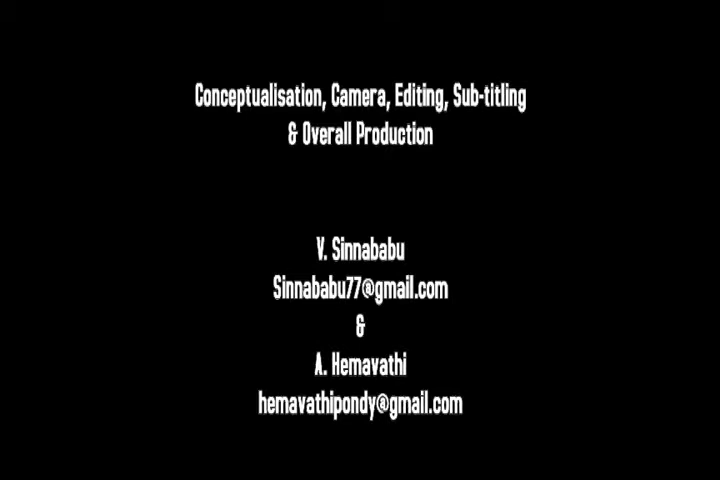 Conceptualisation, Camera, Editing, Sub-titling
& Overall Production
V. Sinnababu
Sinnababu77@gmail.com
&
A. Hemavathi
hemavathipondy@gmail.com